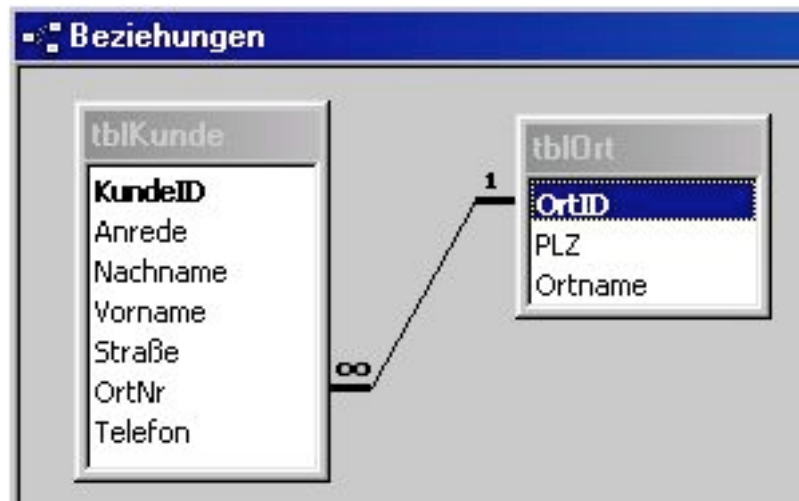 Beziehungen
tblKunde
KundeID
Anrede
Nachname
Vorname
Straße
OrtNr
Telefon
∞
1
tblOrt
OrtID
PLZ
Ortname